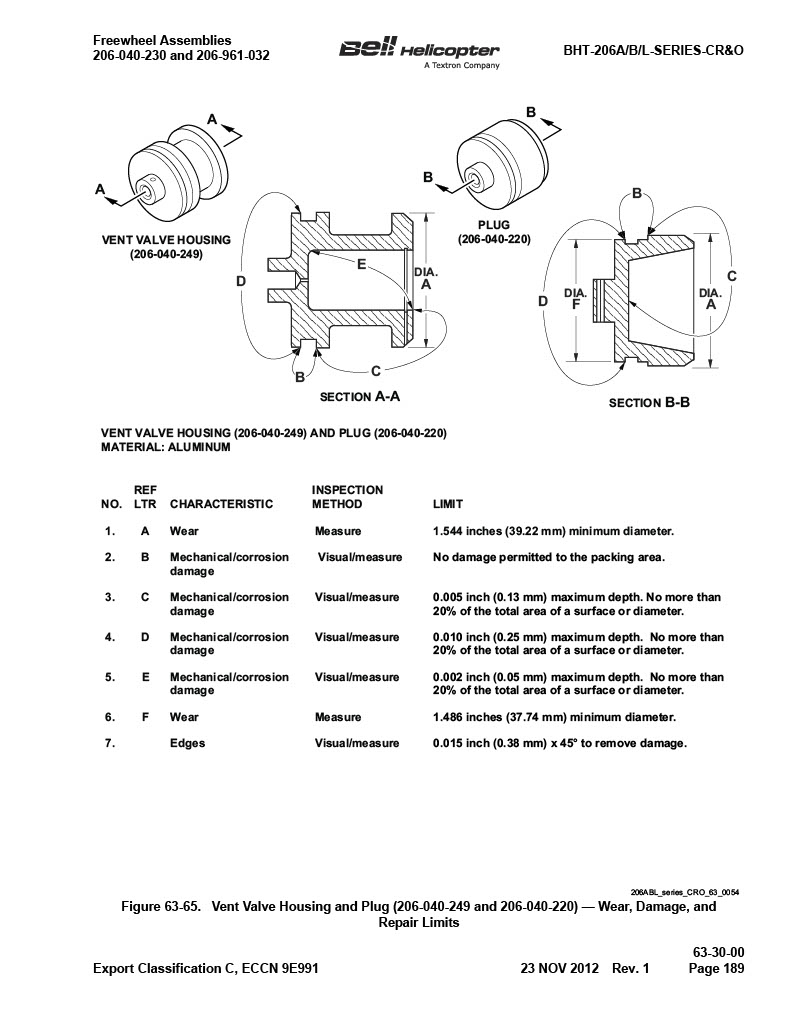 Freewheel Assemblies
206-040-230 and 206-961-032
Bell Helicopter
A Textron Company
BHT-206A/B/L-SERIES-CR&O
A
A
VENT VALVE HOUSING
(206-040-249)
B
B
PLUG
(206-040-220)
D
E
DIA.
A
B
C
SECTION A-A
B
D
DIA.
F
DIA.
A
C
SECTION B-B
VENT VALVE HOUSING (206-040-249) AND PLUG (206-040-220)
MATERIAL: ALUMINUM
NO. REF LTR CHARACTERISTIC INSPECTION METHOD LIMIT
1. A Wear Measure 1.544 inches (39.22 mm) minimum diameter.
2. B Mechanical/corrosion Visual/measure No damage permitted to the packing area.
damage
3. C Mechanical/corrosion Visual/measure 0.005 inch (0.13 mm) maximum depth. No more than
damage 20% of the total area of a surface or diameter.
4. D Mechanical/corrosion Visual/measure 0.010 inch (0.25 mm) maximum depth. No more than
damage 20% of the total area of a surface or diameter.
5. E Mechanical/corrosion Visual/measure 0.002 inch (0.05 mm) maximum depth. No more than
damage 20% of the total area of a surface or diameter.
6. F Wear Measure 1.486 inches (37.74 mm) minimum diameter.
7. Edges Visual/measure 0.015 inch (0.38 mm) x 45° to remove damage.
206ABL_series_CRO_63_0054
Figure 63-65. Vent Valve Housing and Plug (206-040-249 and 206-040-220) — Wear, Damage, and
Repair Limits
63-30-00
Export Classification C, ECCN 9E991 23 NOV 2012 Rev. 1 Page 189